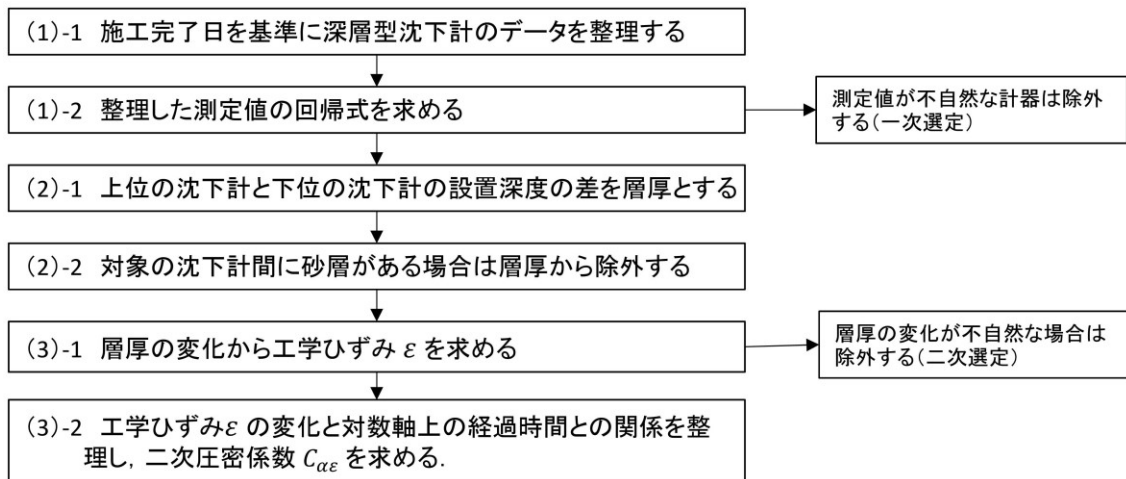 (1)-1 施工完了日を基準に深層型沈下計のデータを整理する
(1)-2 整理した測定値の回帰式を求める
測定値が不自然な計器は除外
する(一次選定)
(2)-1 上位の沈下計と下位の沈下計の設置深度の差を層厚とする
(2)-2 対象の沈下計間に砂層がある場合は層厚から除外する
(3)-1 層厚の変化から工学ひずみ ε を求める
層厚の変化が不自然な場合は
除外する(二次選定)
(3)-2 工学ひずみε の変化と対数軸上の経過時間との関係を整
理し, 二次圧密係数 Cαε を求める.